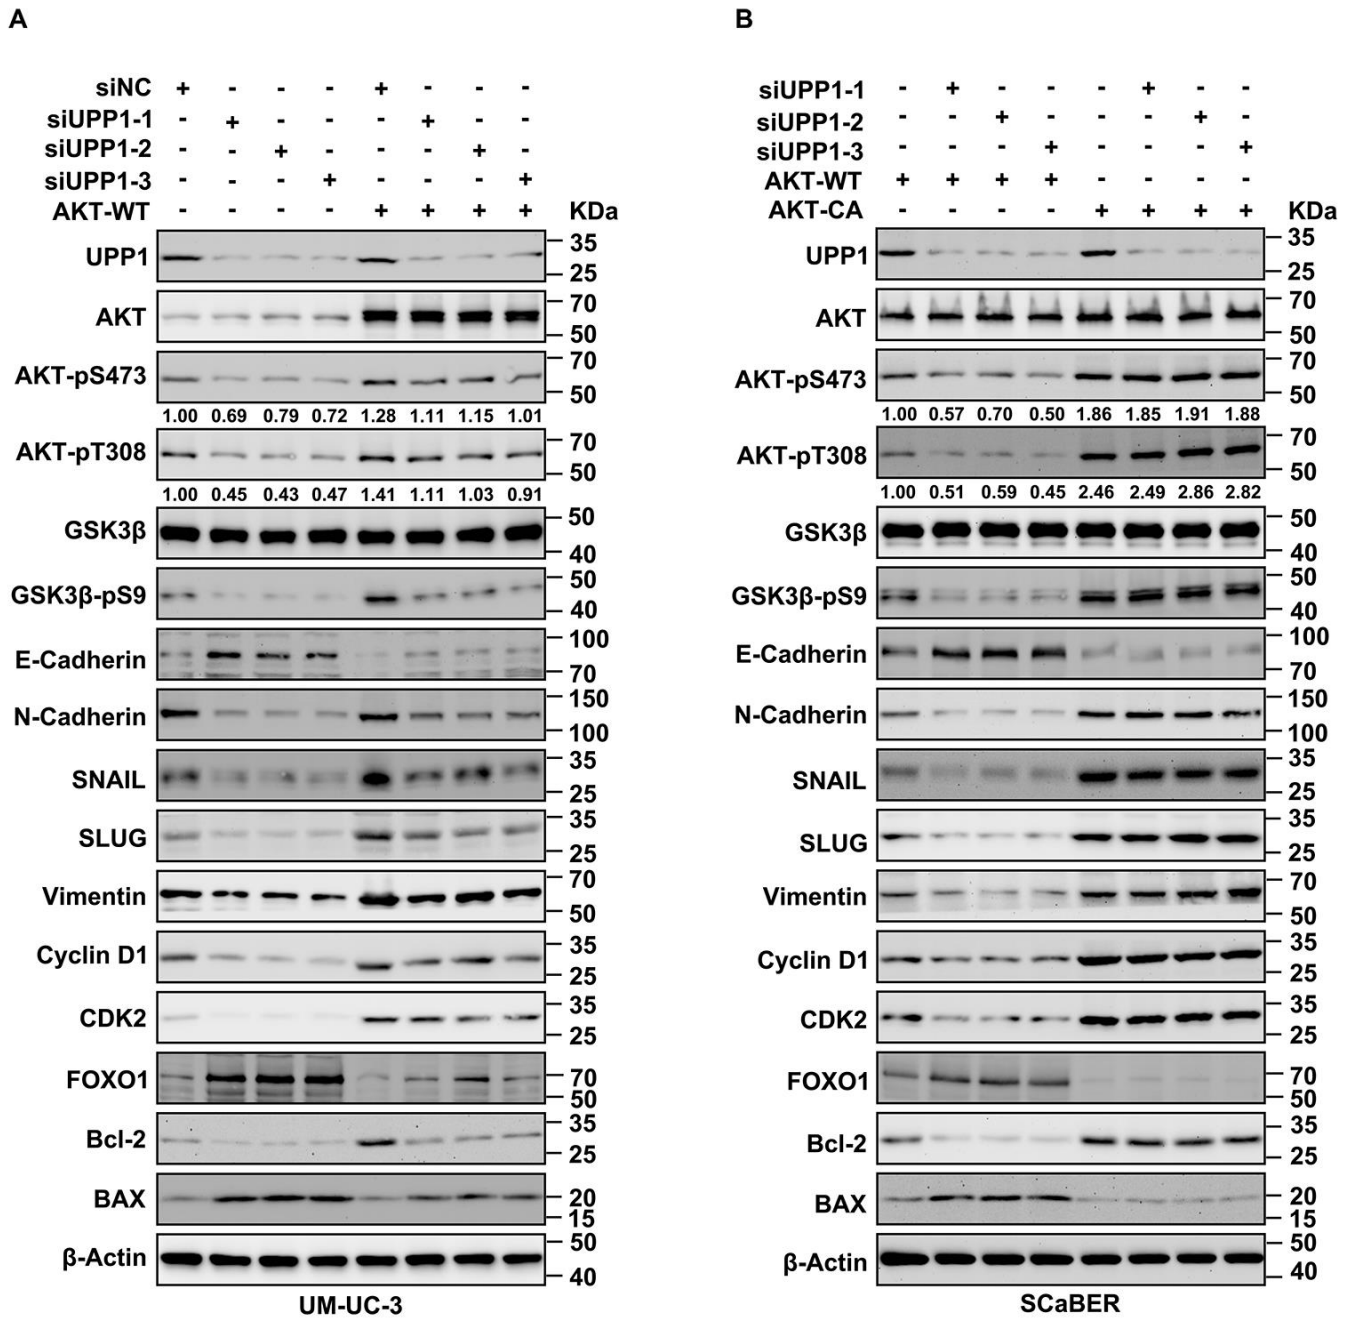 A
siNC + - - - + - - -
siUPP1-1 - + - - - + - -
siUPP1-2 - - + - - - + -
siUPP1-3 - - - + - - - +
AKT-WT - - - - + + + + KDa
UPP1 35
25
AKT 70
50
AKT-pS473 70
50
1.00 0.69 0.79 0.72 1.28 1.11 1.15 1.01
AKT-pT308 70
50
1.00 0.45 0.43 0.47 1.41 1.11 1.03 0.91
GSK3β 50
40
GSK3β-pS9 50
40
E-Cadherin 100
70
N-Cadherin 150
100
SNAIL 35
25
SLUG 35
25
Vimentin 70
50
Cyclin D1 35
25
CDK2 35
25
FOXO1 70
50
Bcl-2 35
25
BAX 20
15
β-Actin 50
40
UM-UC-3
B
siUPP1-1 - + - - - + - -
siUPP1-2 - - + - - - + -
siUPP1-3 - - - + - - - +
AKT-WT + + + + - - - -
AKT-CA - - - - + + + + KDa
UPP1 35
25
AKT 70
50
AKT-pS473 70
50
1.00 0.57 0.70 0.50 1.86 1.85 1.91 1.88
AKT-pT308 70
50
1.00 0.51 0.59 0.45 2.46 2.49 2.86 2.82
GSK3β 50
40
GSK3β-pS9 50
40
E-Cadherin 100
70
N-Cadherin 150
100
SNAIL 35
25
SLUG 35
25
Vimentin 70
50
Cyclin D1 35
25
CDK2 35
25
FOXO1 70
50
Bcl-2 35
25
BAX 20
15
β-Actin 50
40
SCaBER